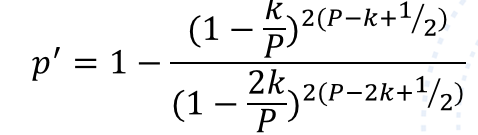 p′ = 1 − (1 − k/P)^2(P−k+1/2) / (1 − 2k/P)^2(P−2k+1/2)